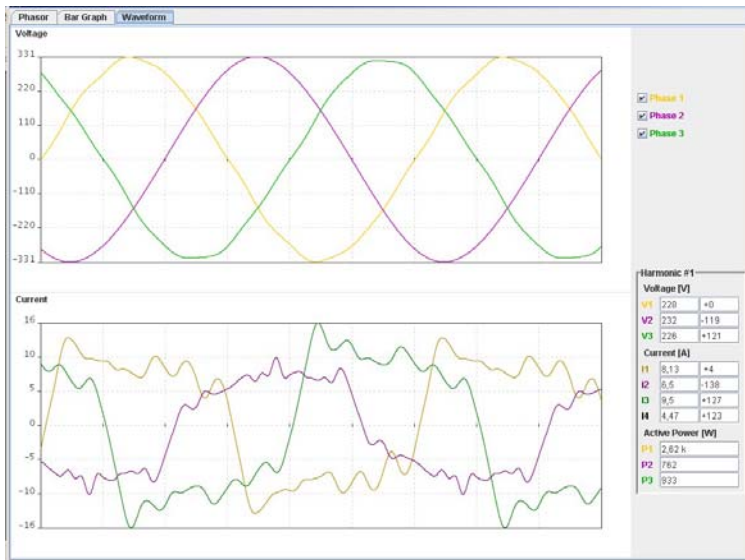 Phasor Bar Graph Waveform
Voltage
331
220
110
0
-110
-220
-331
Phase 1
Phase 2
Phase 3
Current
16
10
5
0
-5
-10
-16
Harmonic #1
Voltage [V]
V1 228 +0
V2 232 -119
V3 226 +121
Current [A]
I1 8,13 +4
I2 6,5 -138
I3 9,5 +127
I4 4,47 +123
Active Power [W]
P1 2,62 k
P2 762
P3 933